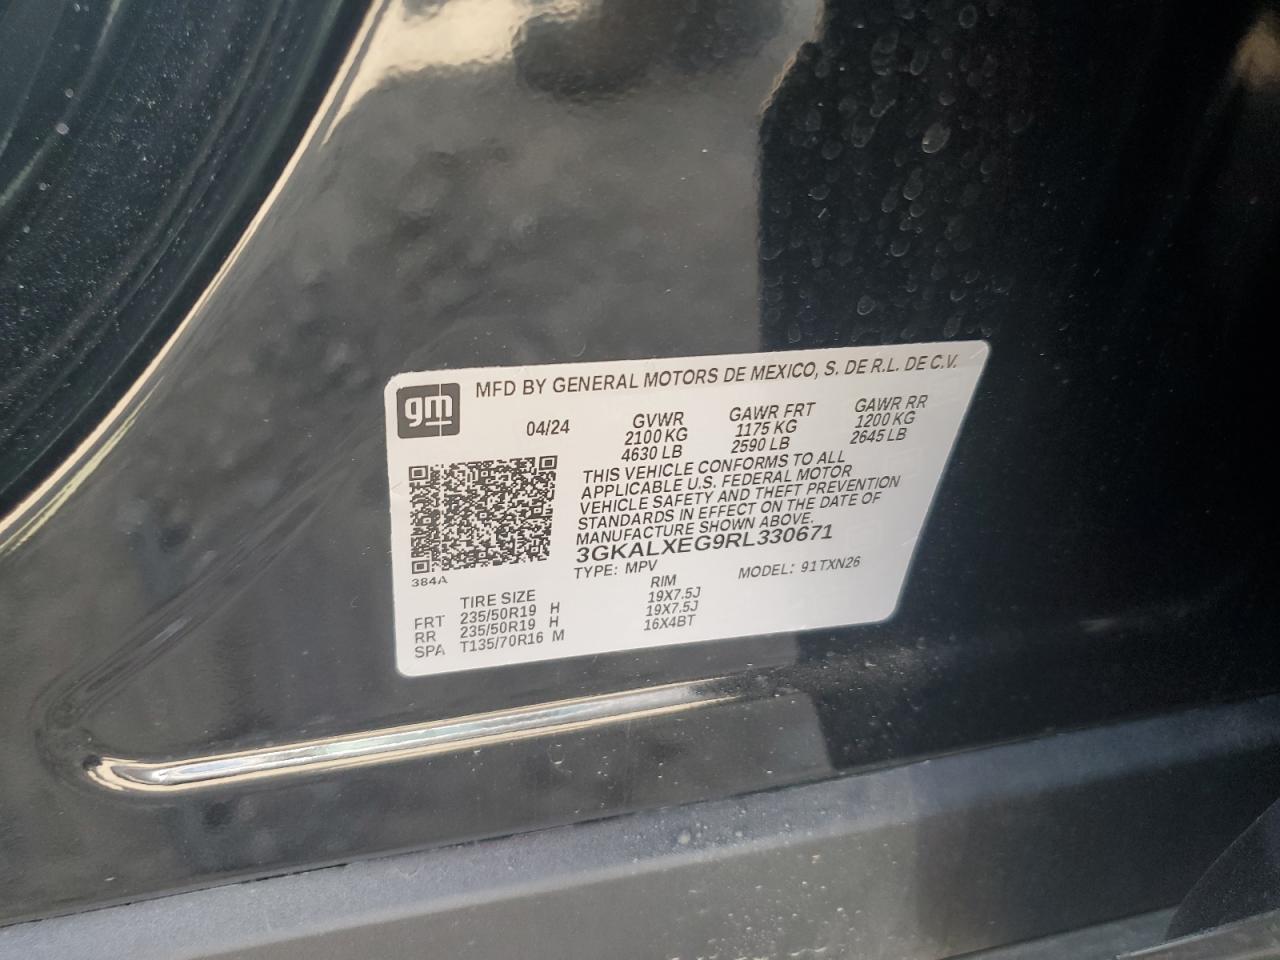 gm
MFD BY GENERAL MOTORS DE MEXICO, S. DE R.L. DE C.V.
04/24
GVWR
2100 KG
4630 LB
GAWR FRT
1175 KG
2590 LB
GAWR RR
1200 KG
2645 LB
THIS VEHICLE CONFORMS TO ALL
APPLICABLE U.S. FEDERAL MOTOR
VEHICLE SAFETY AND THEFT PREVENTION
STANDARDS IN EFFECT ON THE DATE OF
MANUFACTURE SHOWN ABOVE.
3GKALXEG9RL330671
TYPE: MPV MODEL: 91TXN26
384A
TIRE SIZE RIM
FRT 235/50R19 H 19X7.5J
RR 235/50R19 H 19X7.5J
SPA T135/70R16 M 16X4BT